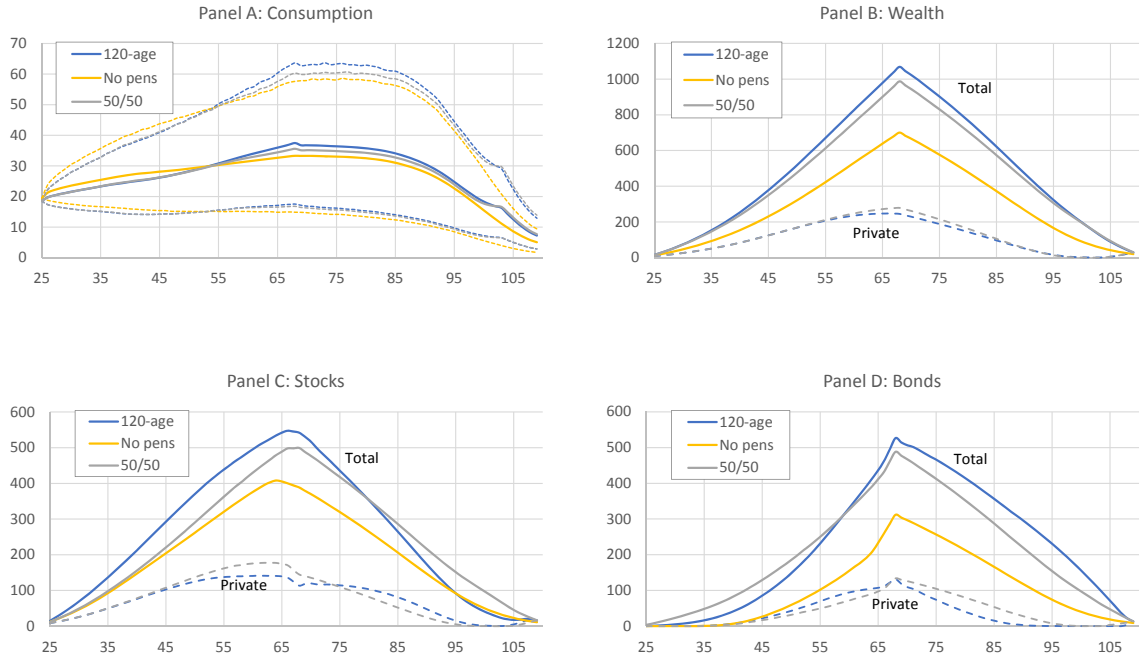 Panel A: Consumption
70
60
50
40
30
20
10
0
120-age
No pens
50/50
25 35 45 55 65 75 85 95 105
Panel B: Wealth
1200
1000
800
600
400
200
0
120-age
No pens
50/50
Total
Private
25 35 45 55 65 75 85 95 105
Panel C: Stocks
600
500
400
300
200
100
0
120-age
No pens
50/50
Total
Private
25 35 45 55 65 75 85 95 105
Panel D: Bonds
600
500
400
300
200
100
0
120-age
No pens
50/50
Total
Private
25 35 45 55 65 75 85 95 105